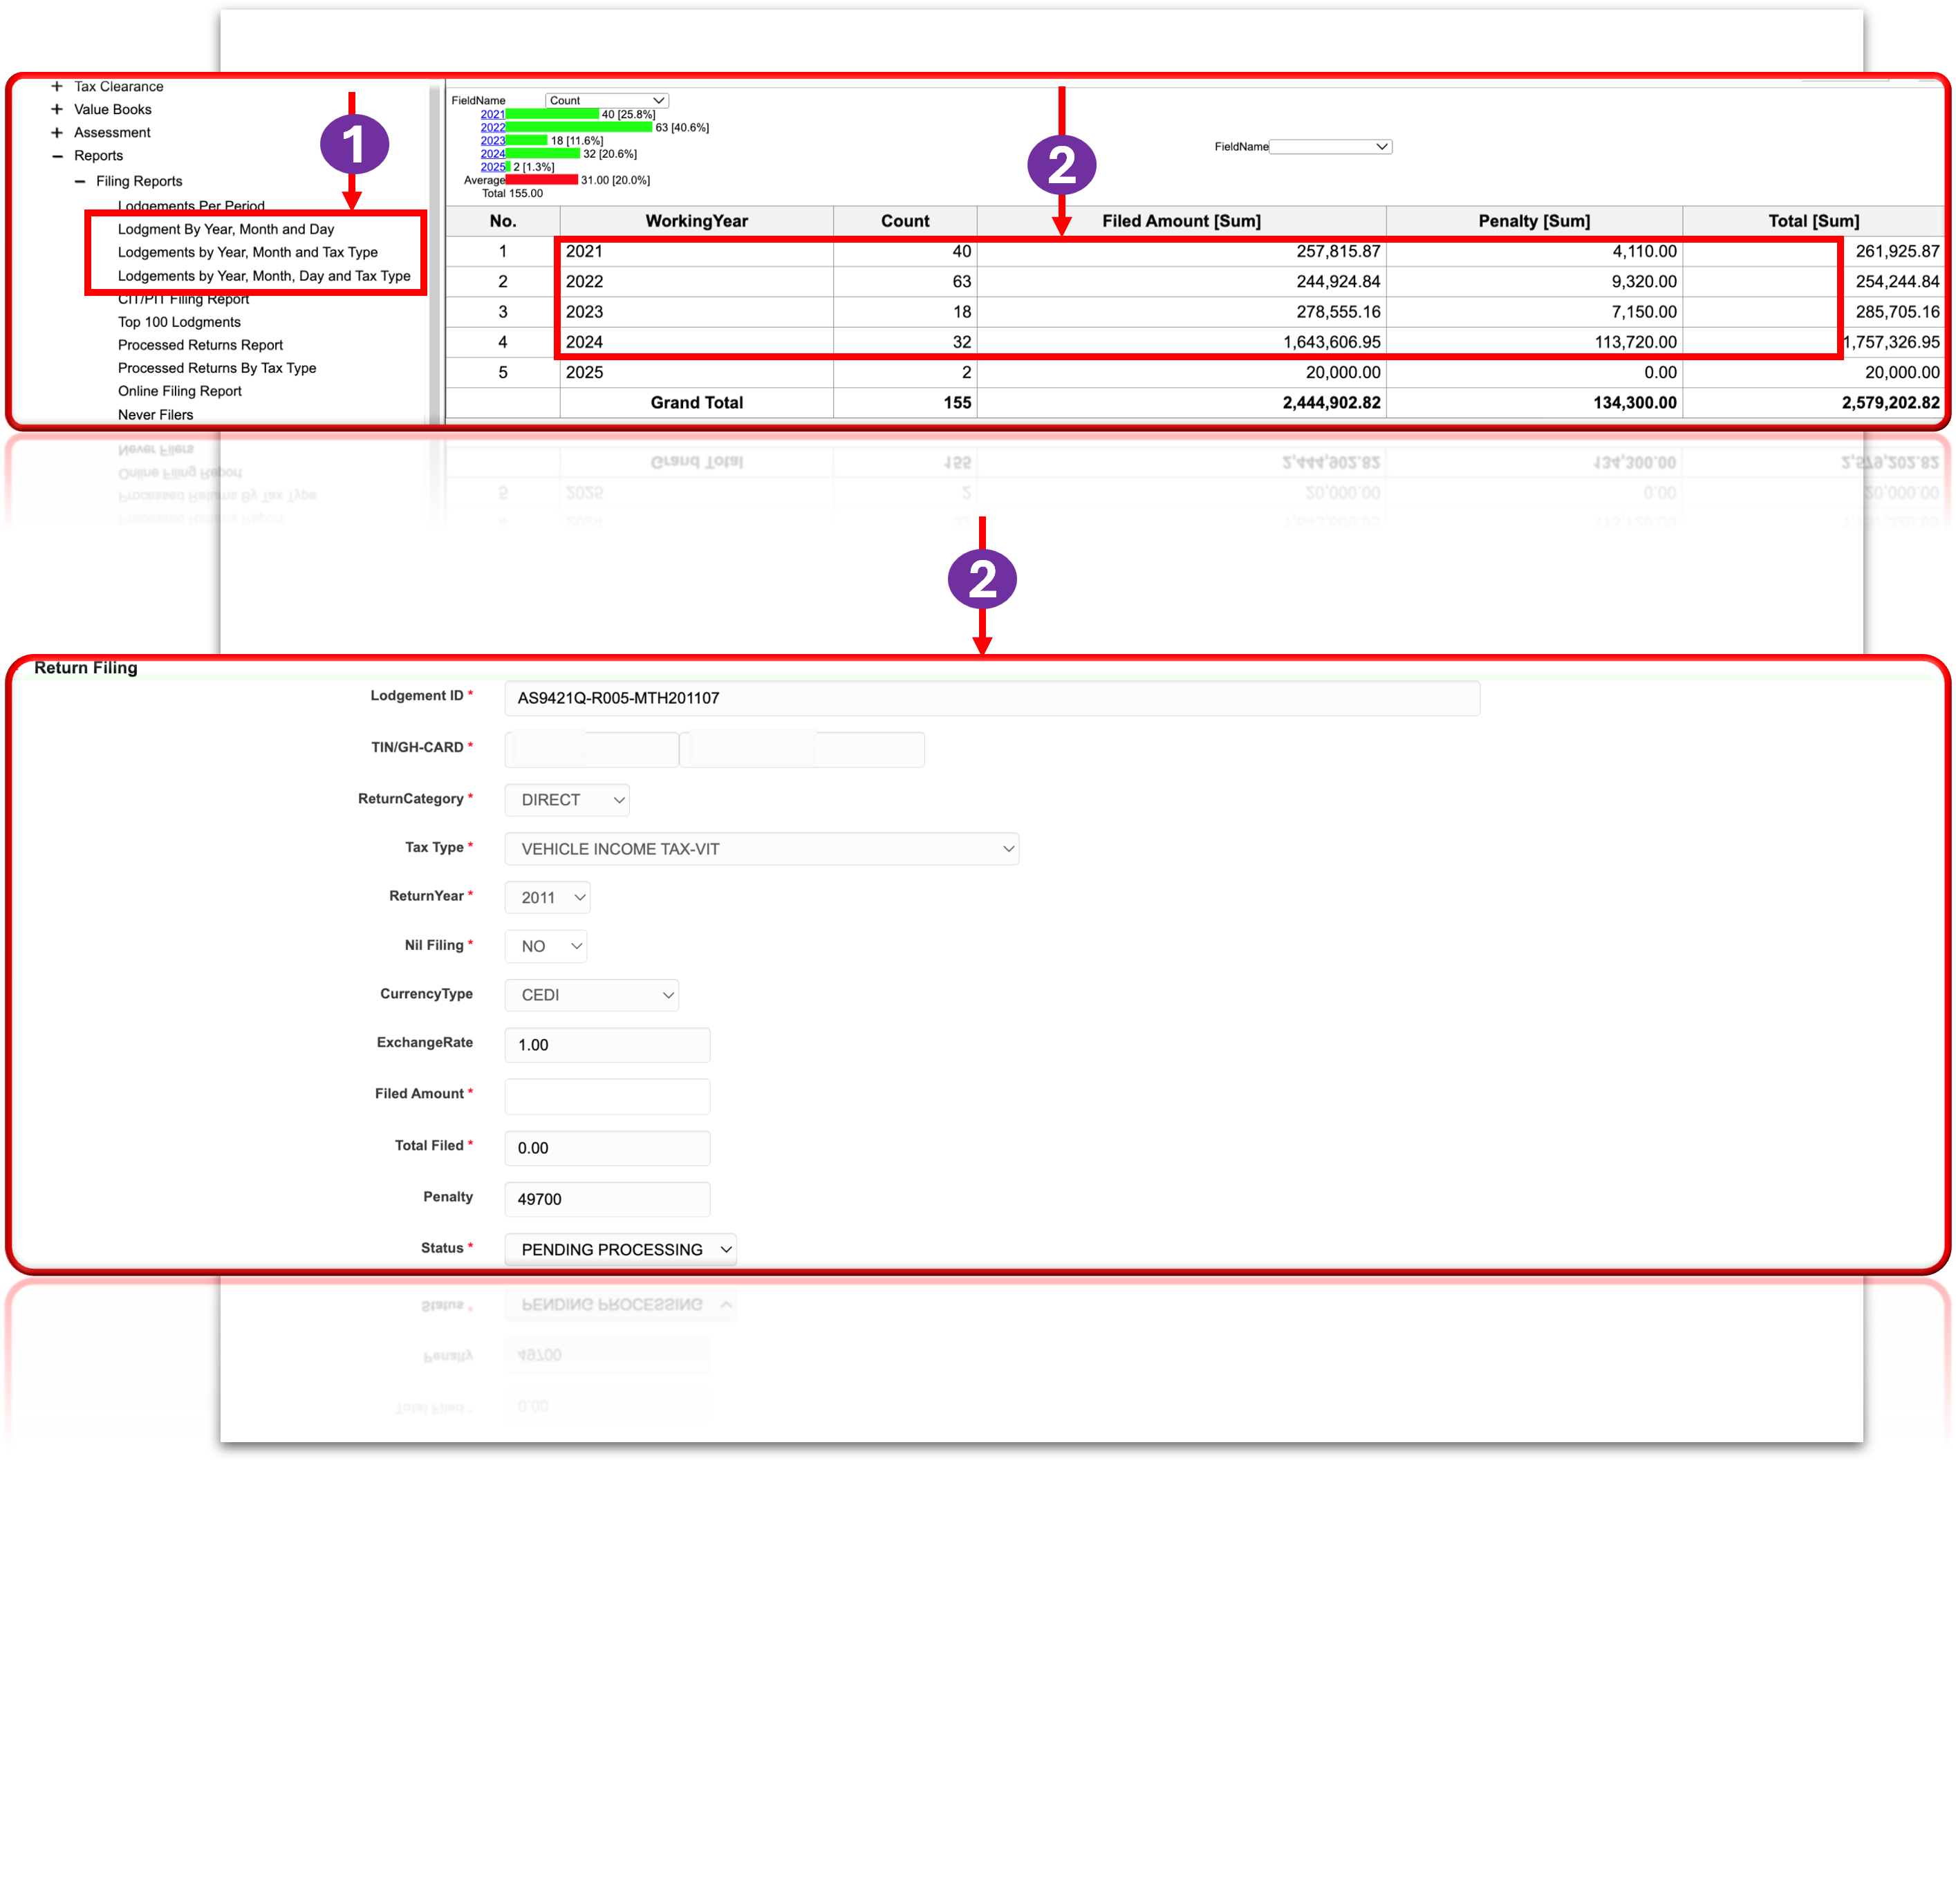 Tax Clearance
Value Books
Assessment
Reports
Filing Reports
Lodgements Per Period
Lodgment By Year, Month and Day
Lodgements by Year, Month and Tax Type
Lodgements by Year, Month, Day and Tax Type
CIT/PIT Filing Report
Top 100 Lodgments
Processed Returns Report
Processed Returns By Tax Type
Online Filing Report
Never Filers
1
FieldName Count
2021 40 [25.8%]
2022 63 [40.6%]
2023 18 [11.6%]
2024 32 [20.6%]
2025 2 [1.3%]
Average 31.00 [20.0%]
Total 155.00
2
FieldName
No. WorkingYear Count Filed Amount [Sum] Penalty [Sum] Total [Sum]
1 2021 40 257,815.87 4,110.00 261,925.87
2 2022 63 244,924.84 9,320.00 254,244.84
3 2023 18 278,555.16 7,150.00 285,705.16
4 2024 32 1,643,606.95 113,720.00 1,757,326.95
5 2025 2 20,000.00 0.00 20,000.00
Grand Total 155 2,444,902.82 134,300.00 2,579,202.82
2
Return Filing
Lodgement ID * AS9421Q-R005-MTH201107
TIN/GH-CARD *
ReturnCategory * DIRECT
Tax Type * VEHICLE INCOME TAX-VIT
ReturnYear * 2011
Nil Filing * NO
CurrencyType CEDI
ExchangeRate 1.00
Filed Amount *
Total Filed * 0.00
Penalty 49700
Status * PENDING PROCESSING